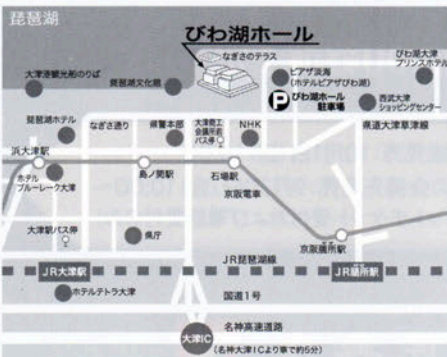 琵琶湖
びわ湖ホール
なぎさのテラス
大津港観光船のりば
琵琶湖文化館
ピアザ淡海
(ホテルピアザびわ湖)
びわ湖大津
プリンスホテル
P
びわ湖ホール
駐車場
西武大津
ショッピングセンター
琵琶湖ホテル
なぎさ通り
県警本部
大津商工
会議所前
バス停
NHK
県道大津草津線
浜大津駅
島ノ関駅
石場駅
京阪電車
ホテル
ブルーレーク大津
大津駅バス停
県庁
京阪膳所駅
JR琵琶湖線
JR大津駅
JR膳所駅
ホテルテトラ大津
国道1号
名神高速道路
大津IC
(名神大津ICより車で約5分)